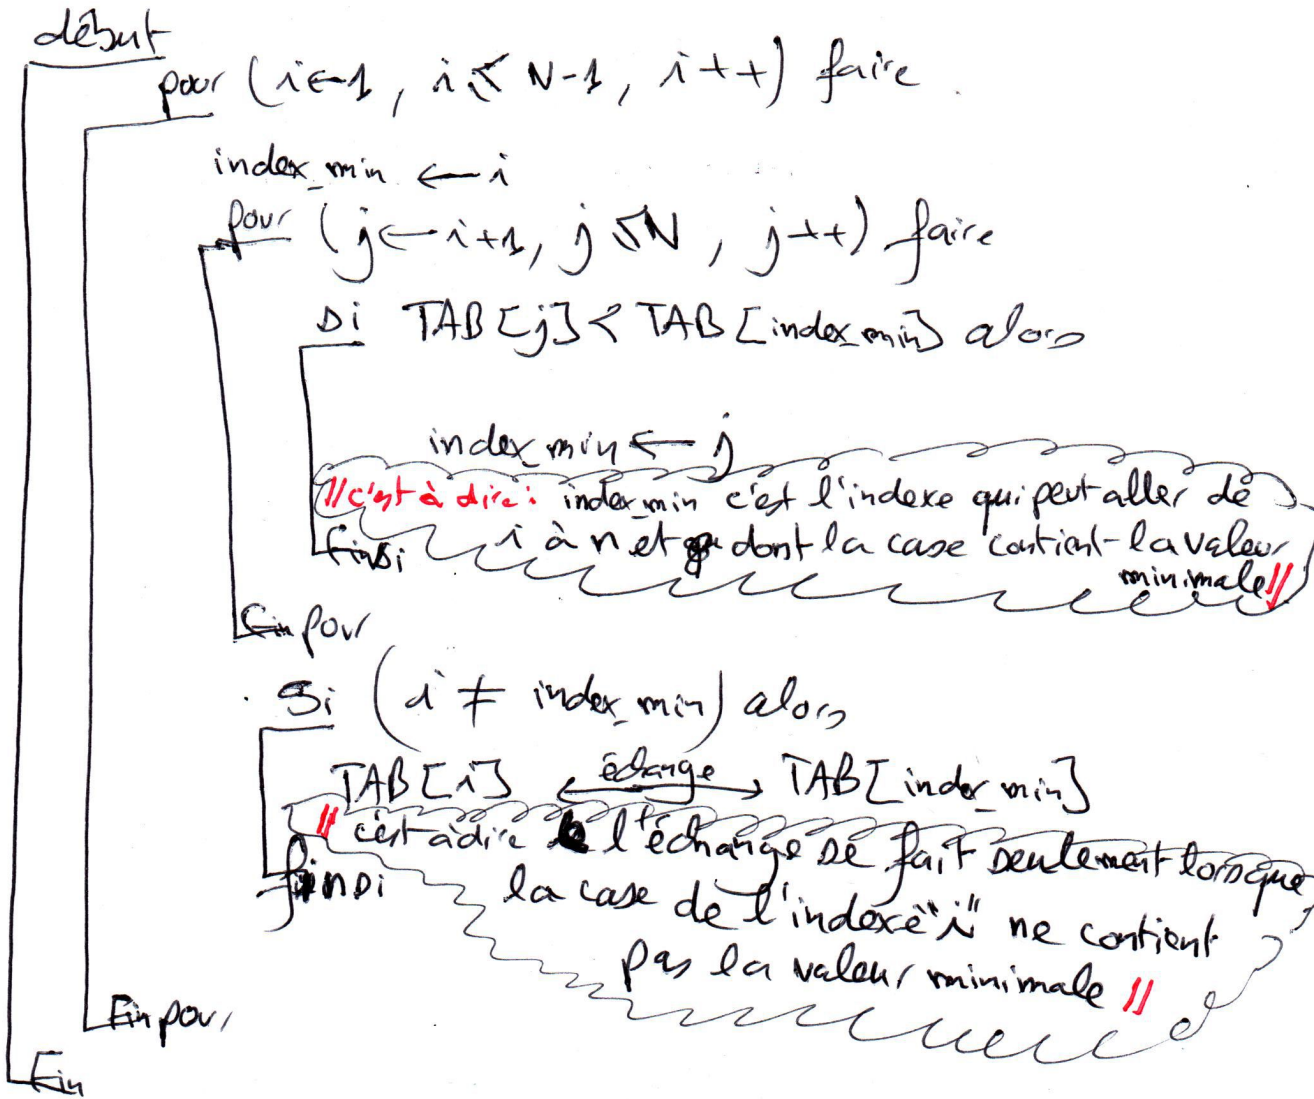 début
pour (i←1, i≤N-1, i++) faire
index_min ← i
pour (j←i+1, j≤N, j++) faire
si TAB[j]<TAB[index_min] alors
index_min ← j
//c'est à dire: index_min c'est l'indexe qui peut aller de
i à n et dont la case contient la valeur
minimale//
finsi
Fin pour
Si (i ≠ index_min) alors
TAB[i] ←échange→ TAB[index_min]
// c'est à dire l'échange se fait seulement lorsque
la case de l'indexe "i" ne contient
pas la valeur minimale //
finsi
Fin pour
Fin